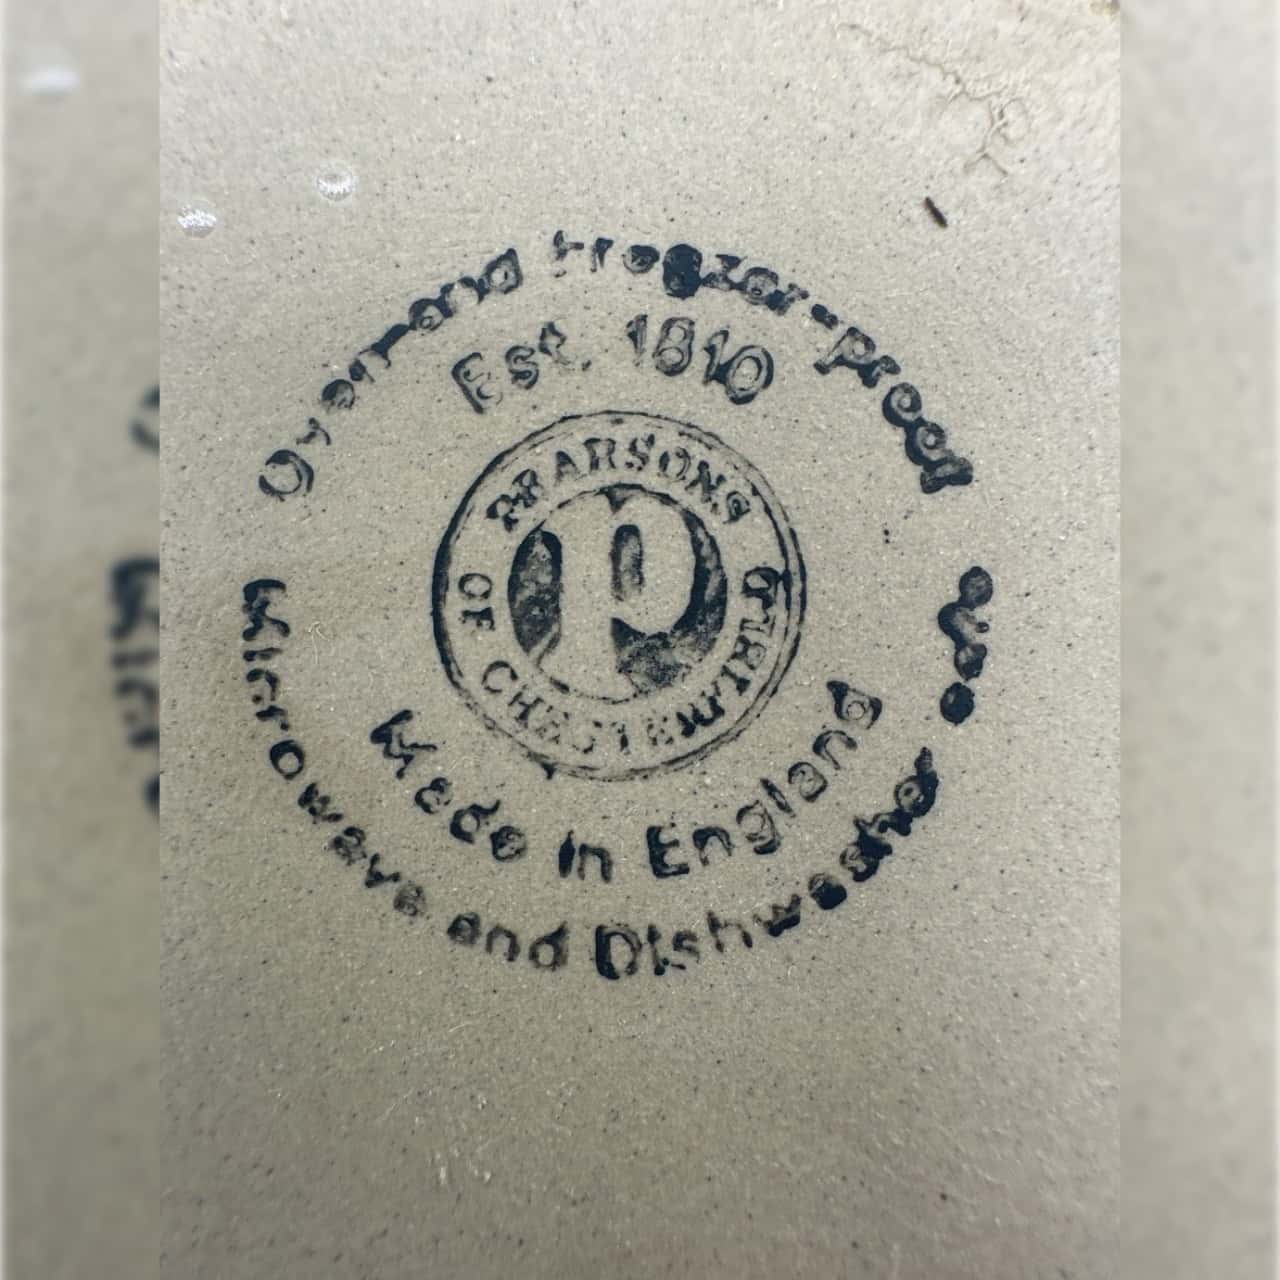 Oven-and Freezer-proof
Est. 1810
PEARSONS
OF CHESTERFIELD
P
Made in England
Microwave and Dishwasher